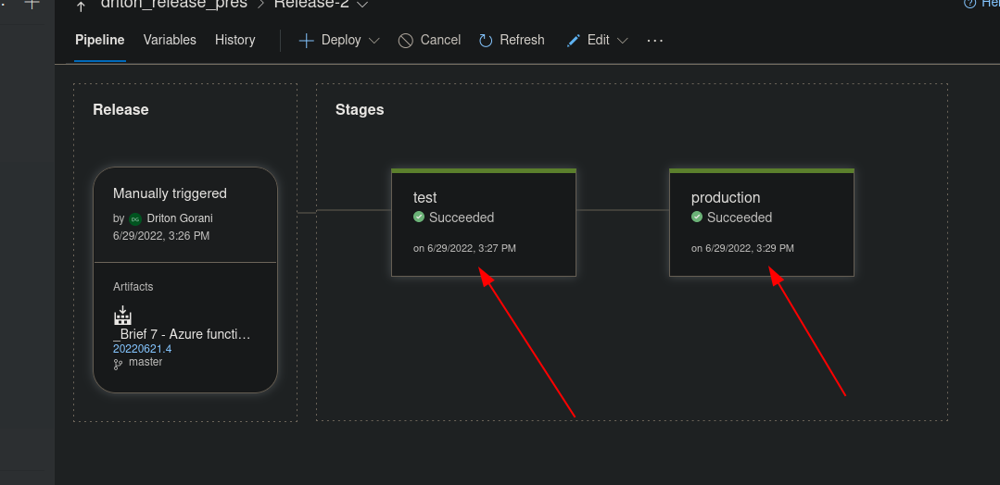 driton_release_pres > Release-2
Pipeline Variables History Deploy Cancel Refresh Edit ...
Release
Stages
Manually triggered
by DG Driton Gorani
6/29/2022, 3:26 PM
Artifacts
_Brief 7 - Azure functi...
20220621.4
master
test
Succeeded
on 6/29/2022, 3:27 PM
production
Succeeded
on 6/29/2022, 3:29 PM